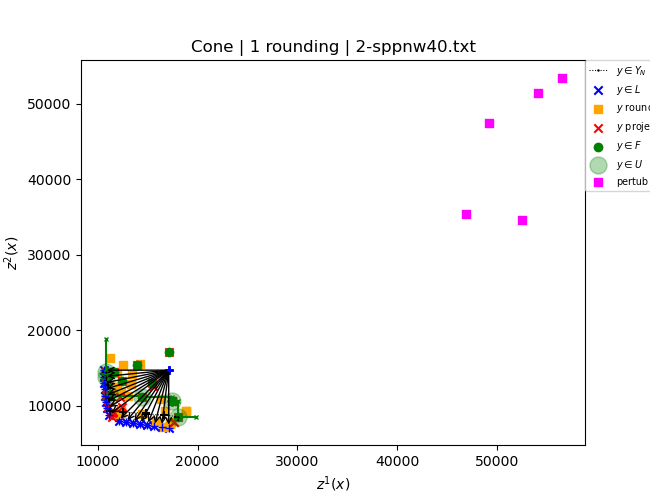 Cone | 1 rounding | 2-sppnw40.txt
50000
40000
30000
20000
10000
z²(x)
10000 20000 30000 40000 50000
z¹(x)
y ∈ Y_N
y ∈ L
y roun
y proje
y ∈ F
y ∈ U
pertub